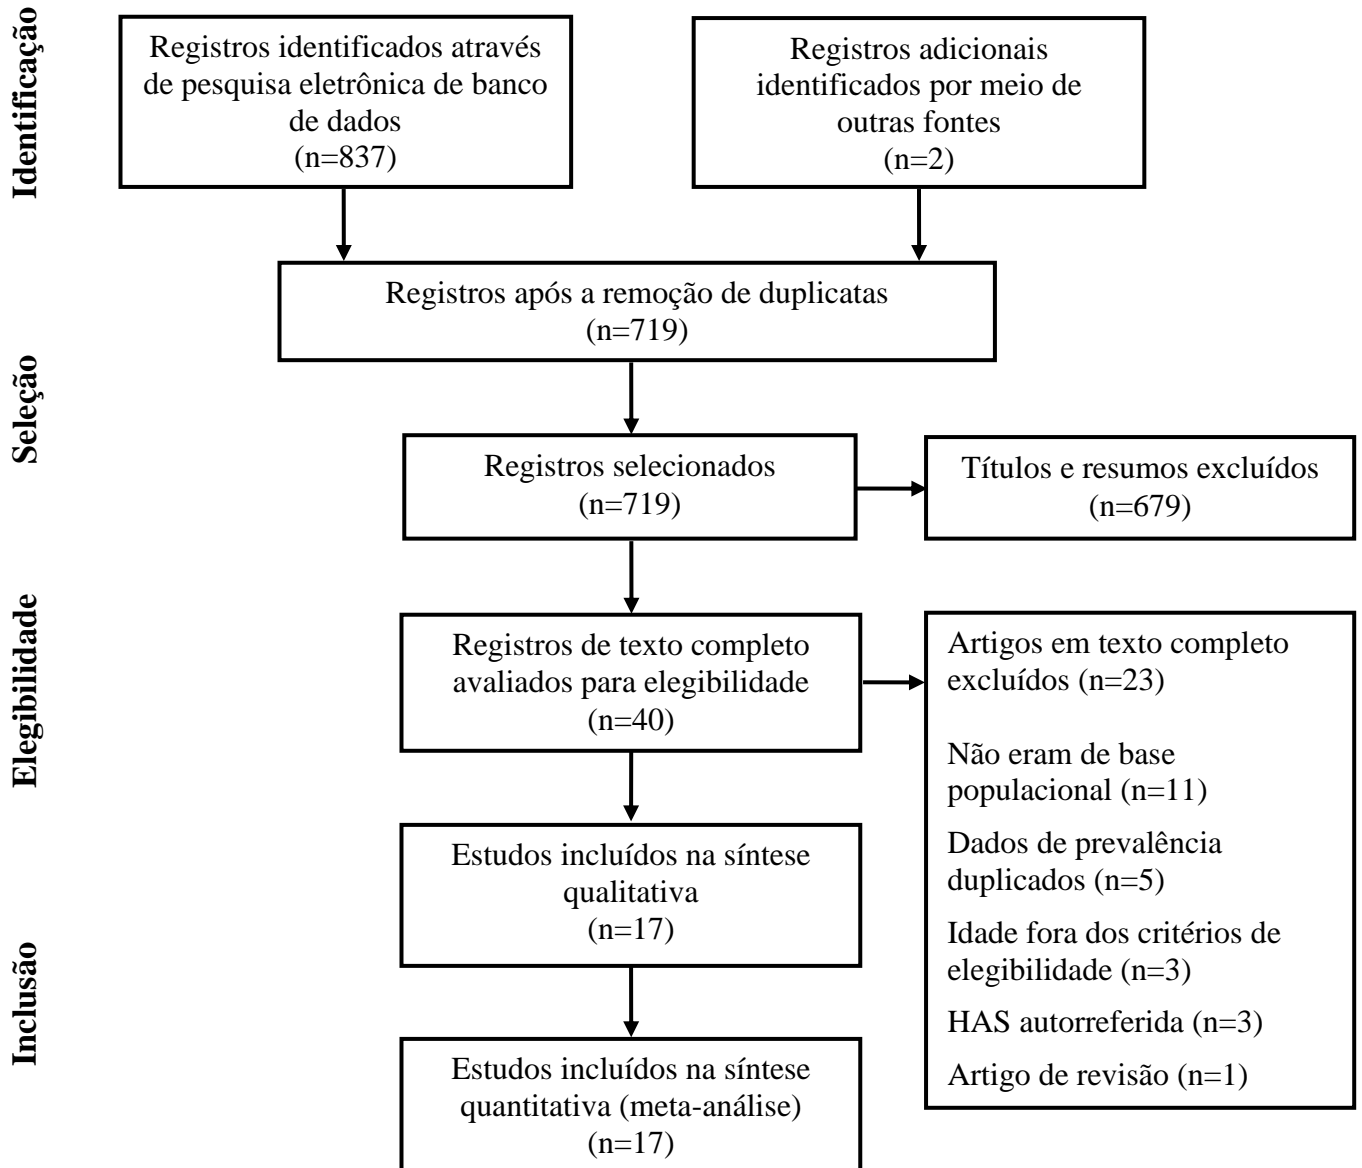 Identificação
Registros identificados através
de pesquisa eletrônica de banco
de dados
(n=837)
Registros adicionais
identificados por meio de
outras fontes
(n=2)
Registros após a remoção de duplicatas
(n=719)
Seleção
Registros selecionados
(n=719)
Títulos e resumos excluídos
(n=679)
Elegibilidade
Registros de texto completo
avaliados para elegibilidade
(n=40)
Artigos em texto completo
excluídos (n=23)
Não eram de base
populacional (n=11)
Dados de prevalência
duplicados (n=5)
Idade fora dos critérios de
elegibilidade (n=3)
HAS autorreferida (n=3)
Artigo de revisão (n=1)
Inclusão
Estudos incluídos na síntese
qualitativa
(n=17)
Estudos incluídos na síntese
quantitativa (meta-análise)
(n=17)